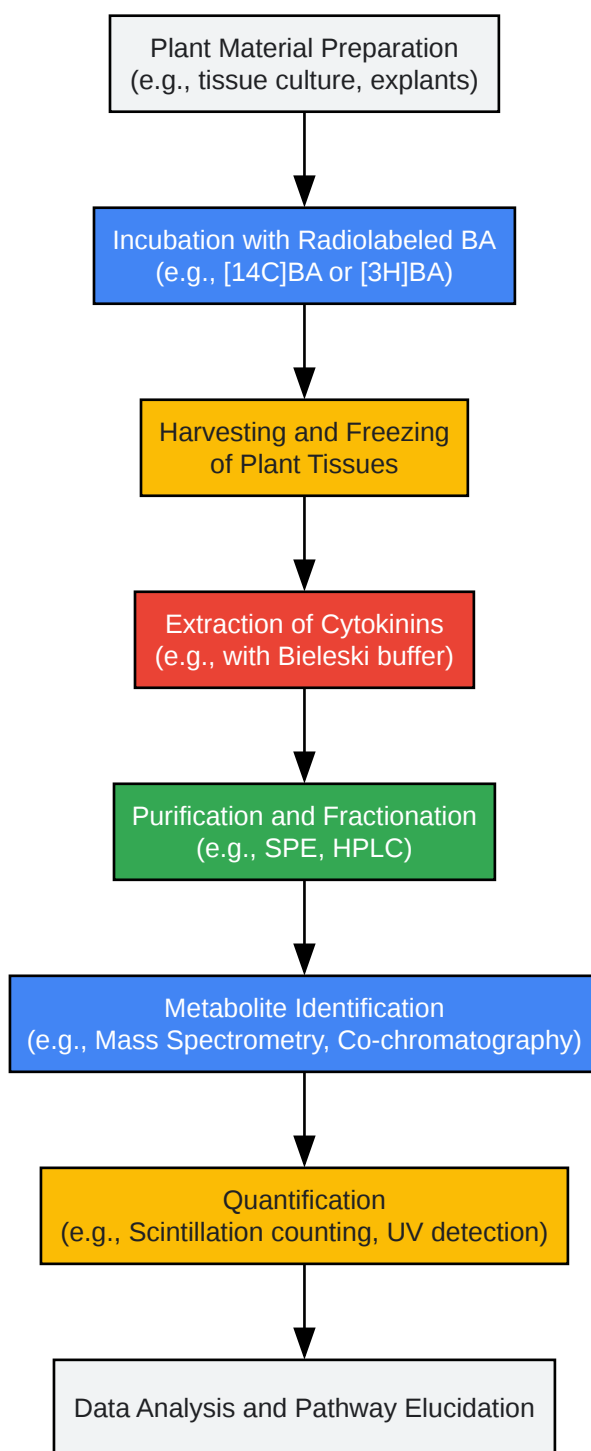 Plant Material Preparation
(e.g., tissue culture, explants)
Incubation with Radiolabeled BA
(e.g., [14C]BA or [3H]BA)
Harvesting and Freezing
of Plant Tissues
Extraction of Cytokinins
(e.g., with Bieleski buffer)
Purification and Fractionation
(e.g., SPE, HPLC)
Metabolite Identification
(e.g., Mass Spectrometry, Co-chromatography)
Quantification
(e.g., Scintillation counting, UV detection)
Data Analysis and Pathway Elucidation